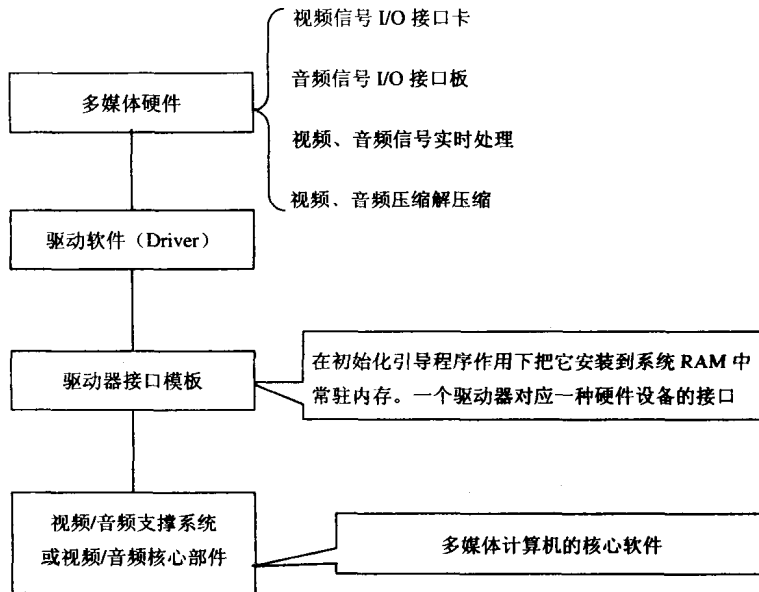 视频信号 I/O 接口卡
音频信号 I/O 接口板
多媒体硬件
视频、音频信号实时处理
视频、音频压缩解压缩
驱动软件（Driver）
驱动器接口模板
在初始化引导程序作用下把它安装到系统 RAM 中
常驻内存。一个驱动器对应一种硬件设备的接口
视频/音频支撑系统
或视频/音频核心部件
多媒体计算机的核心软件